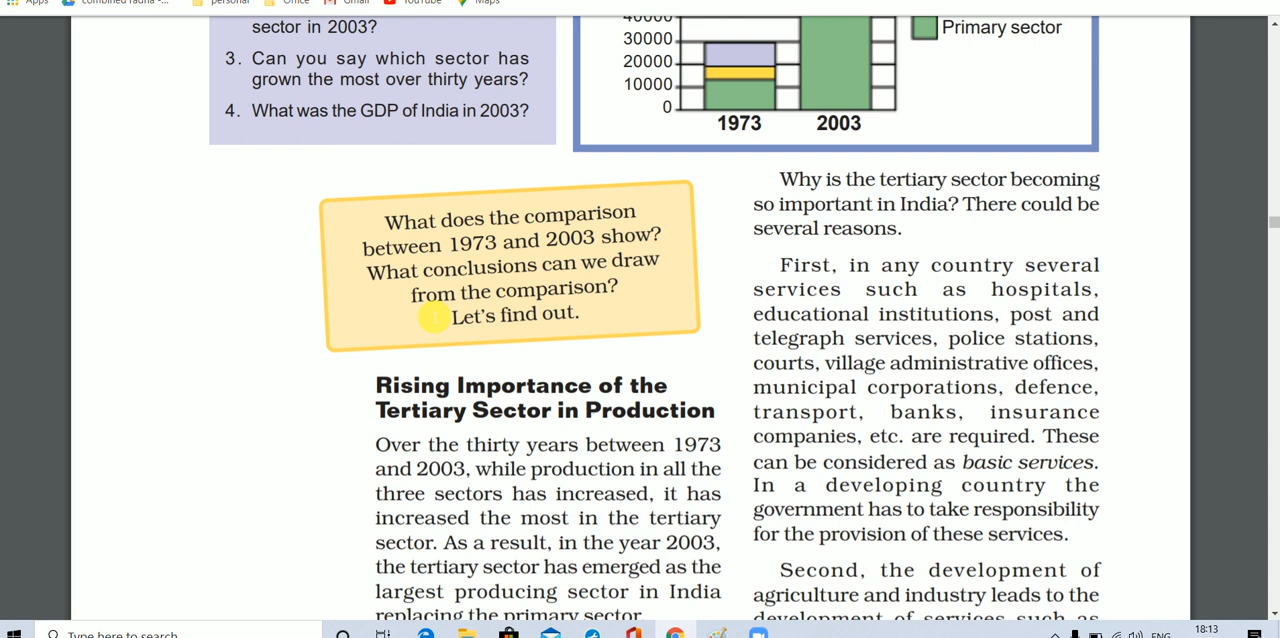 Apps
combined radha -...
personal
Office
Gmail
YouTube
Maps
sector in 2003?
3. Can you say which sector has
grown the most over thirty years?
4. What was the GDP of India in 2003?
40000
30000
20000
10000
0
1973
2003
Primary sector
What does the comparison
between 1973 and 2003 show?
What conclusions can we draw
from the comparison?
Let's find out.
Rising Importance of the
Tertiary Sector in Production
Over the thirty years between 1973
and 2003, while production in all the
three sectors has increased, it has
increased the most in the tertiary
sector. As a result, in the year 2003,
the tertiary sector has emerged as the
largest producing sector in India
replacing the primary sector.
Why is the tertiary sector becoming
so important in India? There could be
several reasons.
First, in any country several
services such as hospitals,
educational institutions, post and
telegraph services, police stations,
courts, village administrative offices,
municipal corporations, defence,
transport, banks, insurance
companies, etc. are required. These
can be considered as basic services.
In a developing country the
government has to take responsibility
for the provision of these services.
Second, the development of
agriculture and industry leads to the
development of services such as
Type here to search
ENG
18:13